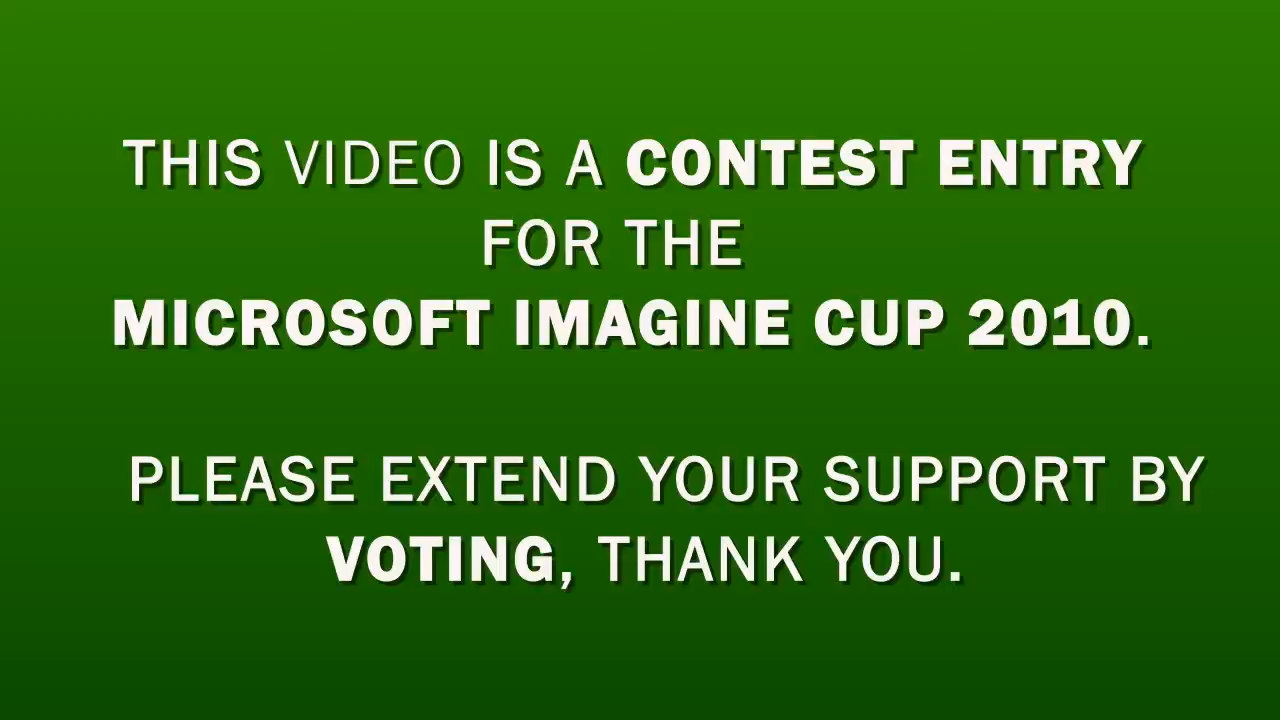 THIS VIDEO IS A CONTEST ENTRY
FOR THE
MICROSOFT IMAGINE CUP 2010.
PLEASE EXTEND YOUR SUPPORT BY
VOTING, THANK YOU.